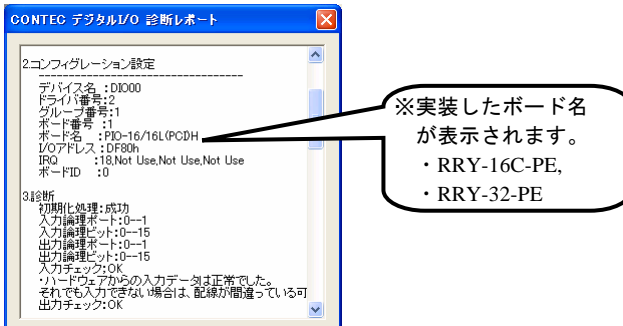 CONTEC デジタルI/O 診断レポート
2.コンフィグレーション設定
---------------------------------
デバイス名 :DIO00
ドライバ番号:2
グループ番号:1
ボード番号 :1
ボード名 :PIO-16/16L(PCI)H
I/Oアドレス :DF80h
IRQ :18,Not Use,Not Use,Not Use
ボードID :0
3.診断
初期化処理:成功
入力論理ポート:0--1
入力論理ビット:0--15
出力論理ポート:0--1
出力論理ビット:0--15
入力チェック:OK
・ハードウェアからの入力データは正常でした。
それでも入力できない場合は、配線が間違っている可
出力チェック:OK
※実装したボード名
が表示されます。
・RRY-16C-PE,
・RRY-32-PE